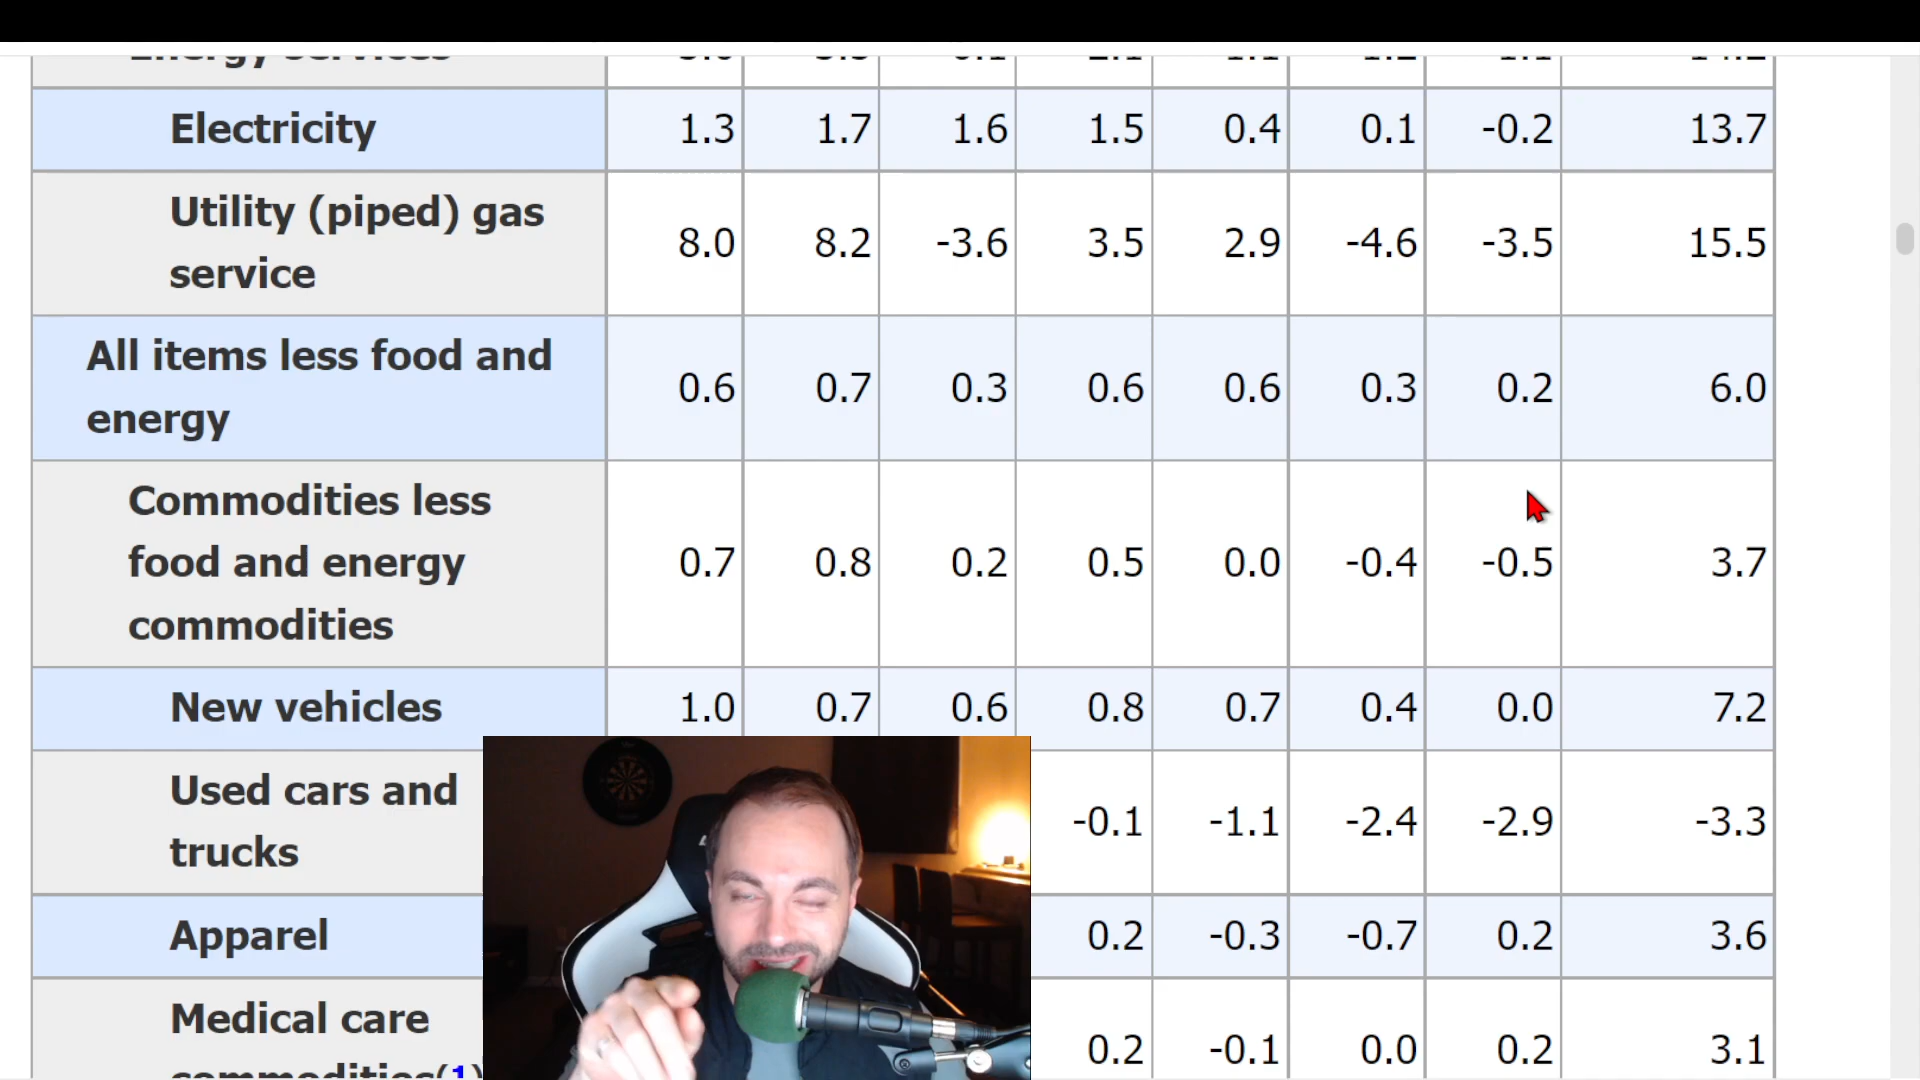 Energy services
Electricity 1.3 1.7 1.6 1.5 0.4 0.1 -0.2 13.7
Utility (piped) gas
service 8.0 8.2 -3.6 3.5 2.9 -4.6 -3.5 15.5
All items less food and
energy 0.6 0.7 0.3 0.6 0.6 0.3 0.2 6.0
Commodities less
food and energy
commodities 0.7 0.8 0.2 0.5 0.0 -0.4 -0.5 3.7
New vehicles 1.0 0.7 0.6 0.8 0.7 0.4 0.0 7.2
Used cars and
trucks -0.1 -1.1 -2.4 -2.9 -3.3
Apparel 0.2 -0.3 -0.7 0.2 3.6
Medical care
commodities(1) 0.2 -0.1 0.0 0.2 3.1